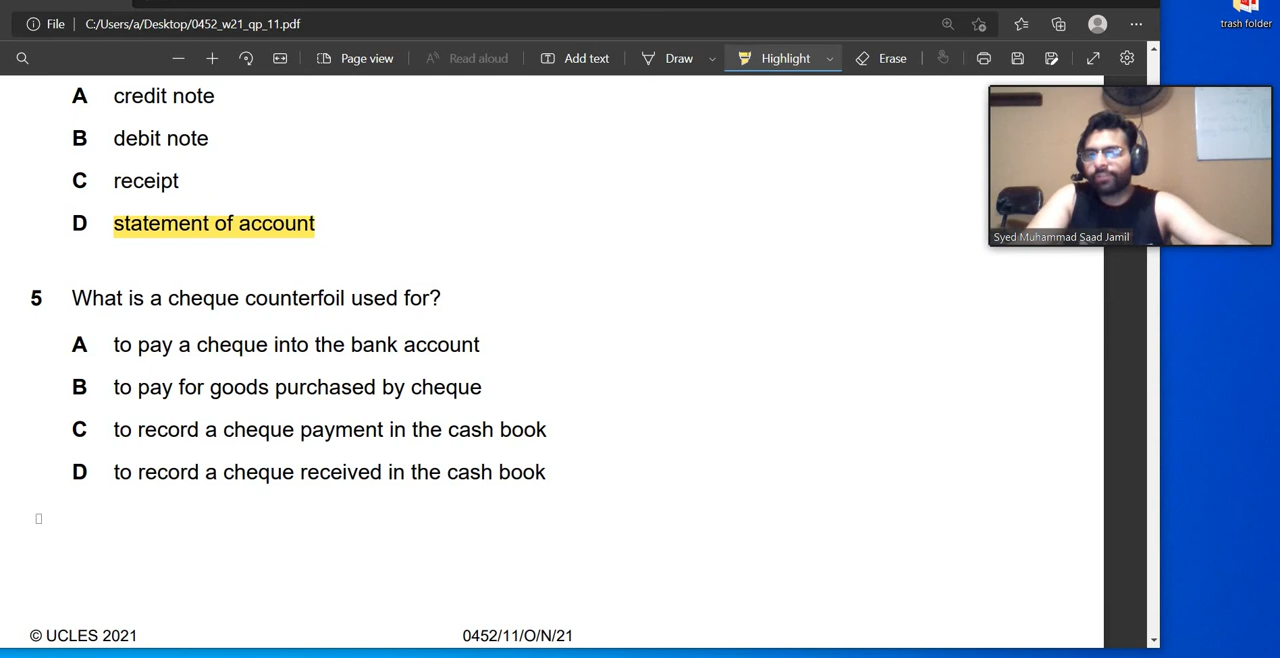 File C:/Users/a/Desktop/0452_w21_qp_11.pdf
trash folder
Page view Read aloud Add text Draw Highlight Erase
A credit note
B debit note
C receipt
D statement of account
Syed Muhammad Saad Jamil
5 What is a cheque counterfoil used for?
A to pay a cheque into the bank account
B to pay for goods purchased by cheque
C to record a cheque payment in the cash book
D to record a cheque received in the cash book
© UCLES 2021 0452/11/O/N/21